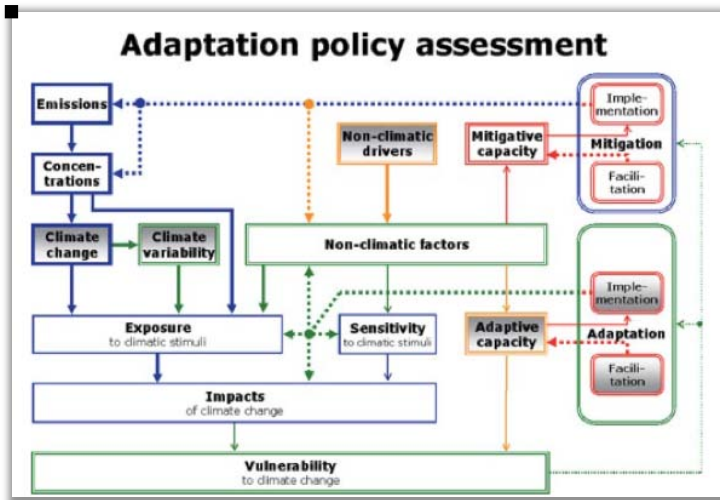 Adaptation policy assessment
Emissions
Concen-
trations
Climate
change
Climate
variability
Non-climatic
drivers
Mitigative
capacity
Imple-
mentation
Mitigation
Facili-
tation
Non-climatic factors
Exposure
to climatic stimuli
Sensitivity
to climatic stimuli
Adaptive
capacity
Imple-
mentation
Adaptation
Facili-
tation
Impacts
of climate change
Vulnerability
to climate change